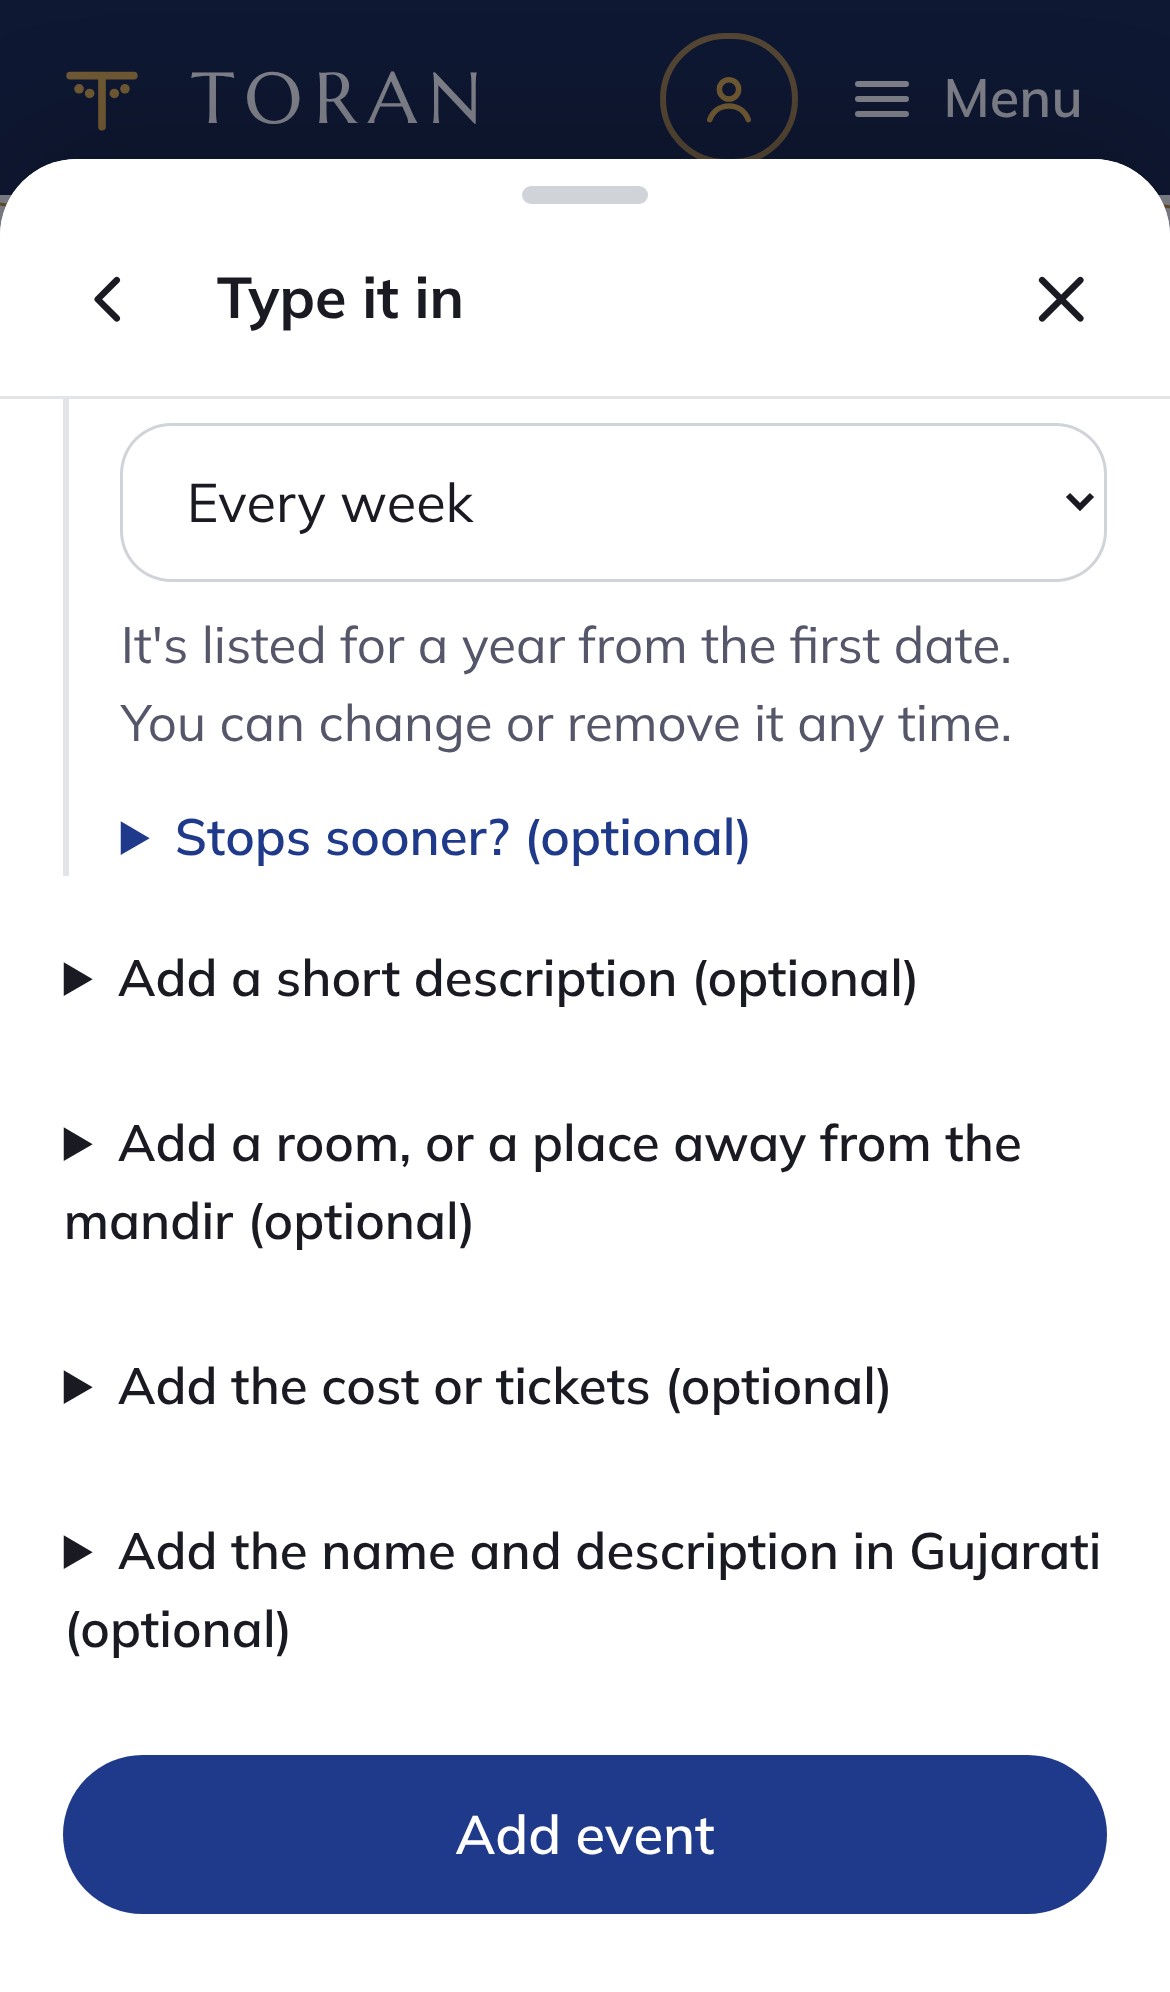 TORAN
Menu
Type it in
Every week
It's listed for a year from the first date.
You can change or remove it any time.
Stops sooner? (optional)
Add a short description (optional)
Add a room, or a place away from the
mandir (optional)
Add the cost or tickets (optional)
Add the name and description in Gujarati
(optional)
Add event